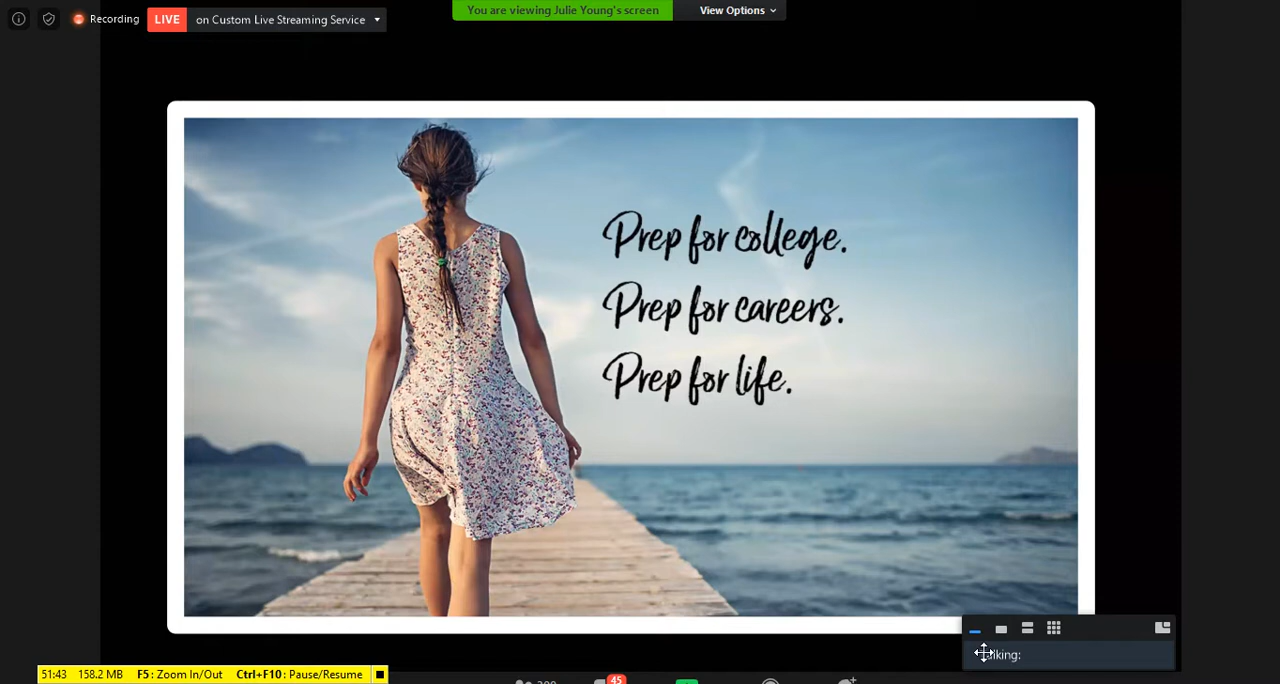 Recording
LIVE on Custom Live Streaming Service
You are viewing Julie Young's screen
View Options
Prep for college.
Prep for careers.
Prep for life.
51:43 158.2 MB F5: Zoom In/Out Ctrl+F10: Pause/Resume
45